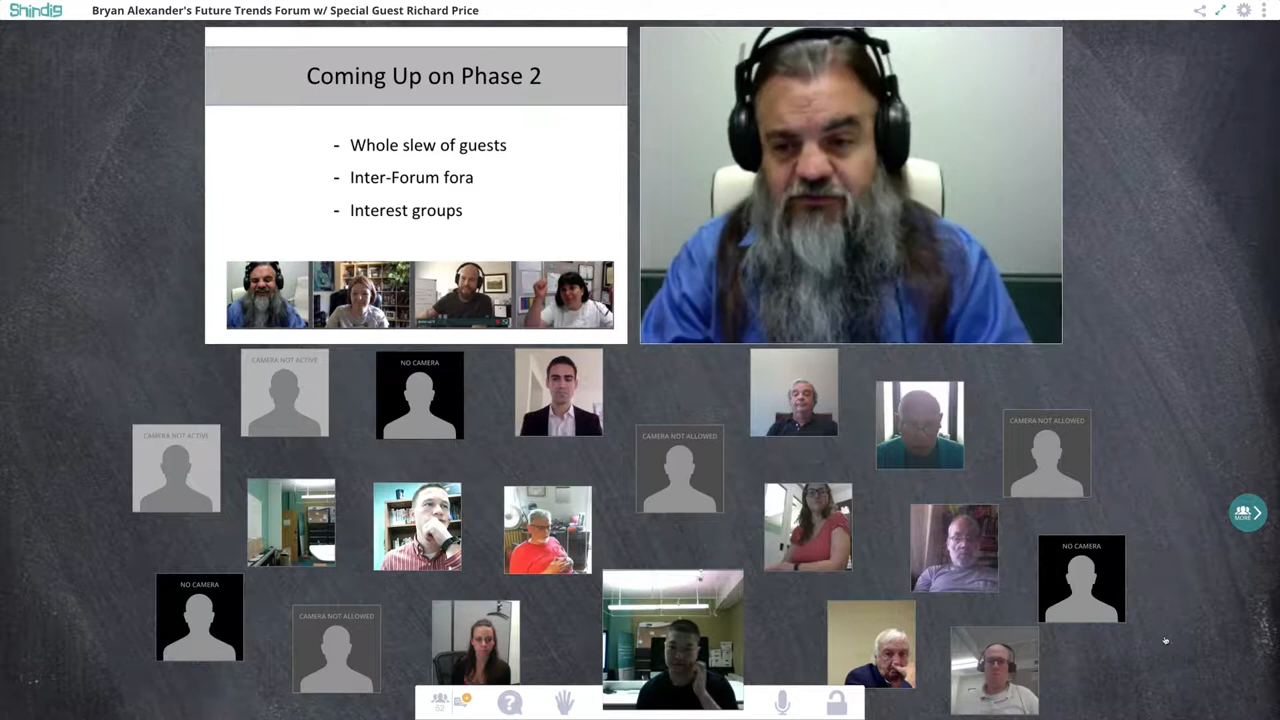 Shindig
Bryan Alexander's Future Trends Forum w/ Special Guest Richard Price
Coming Up on Phase 2
- Whole slew of guests
- Inter-Forum fora
- Interest groups
CAMERA NOT ACTIVE
NO CAMERA
CAMERA NOT ACTIVE
CAMERA NOT ALLOWED
CAMERA NOT ALLOWED
NO CAMERA
NO CAMERA
CAMERA NOT ALLOWED
MORE
52